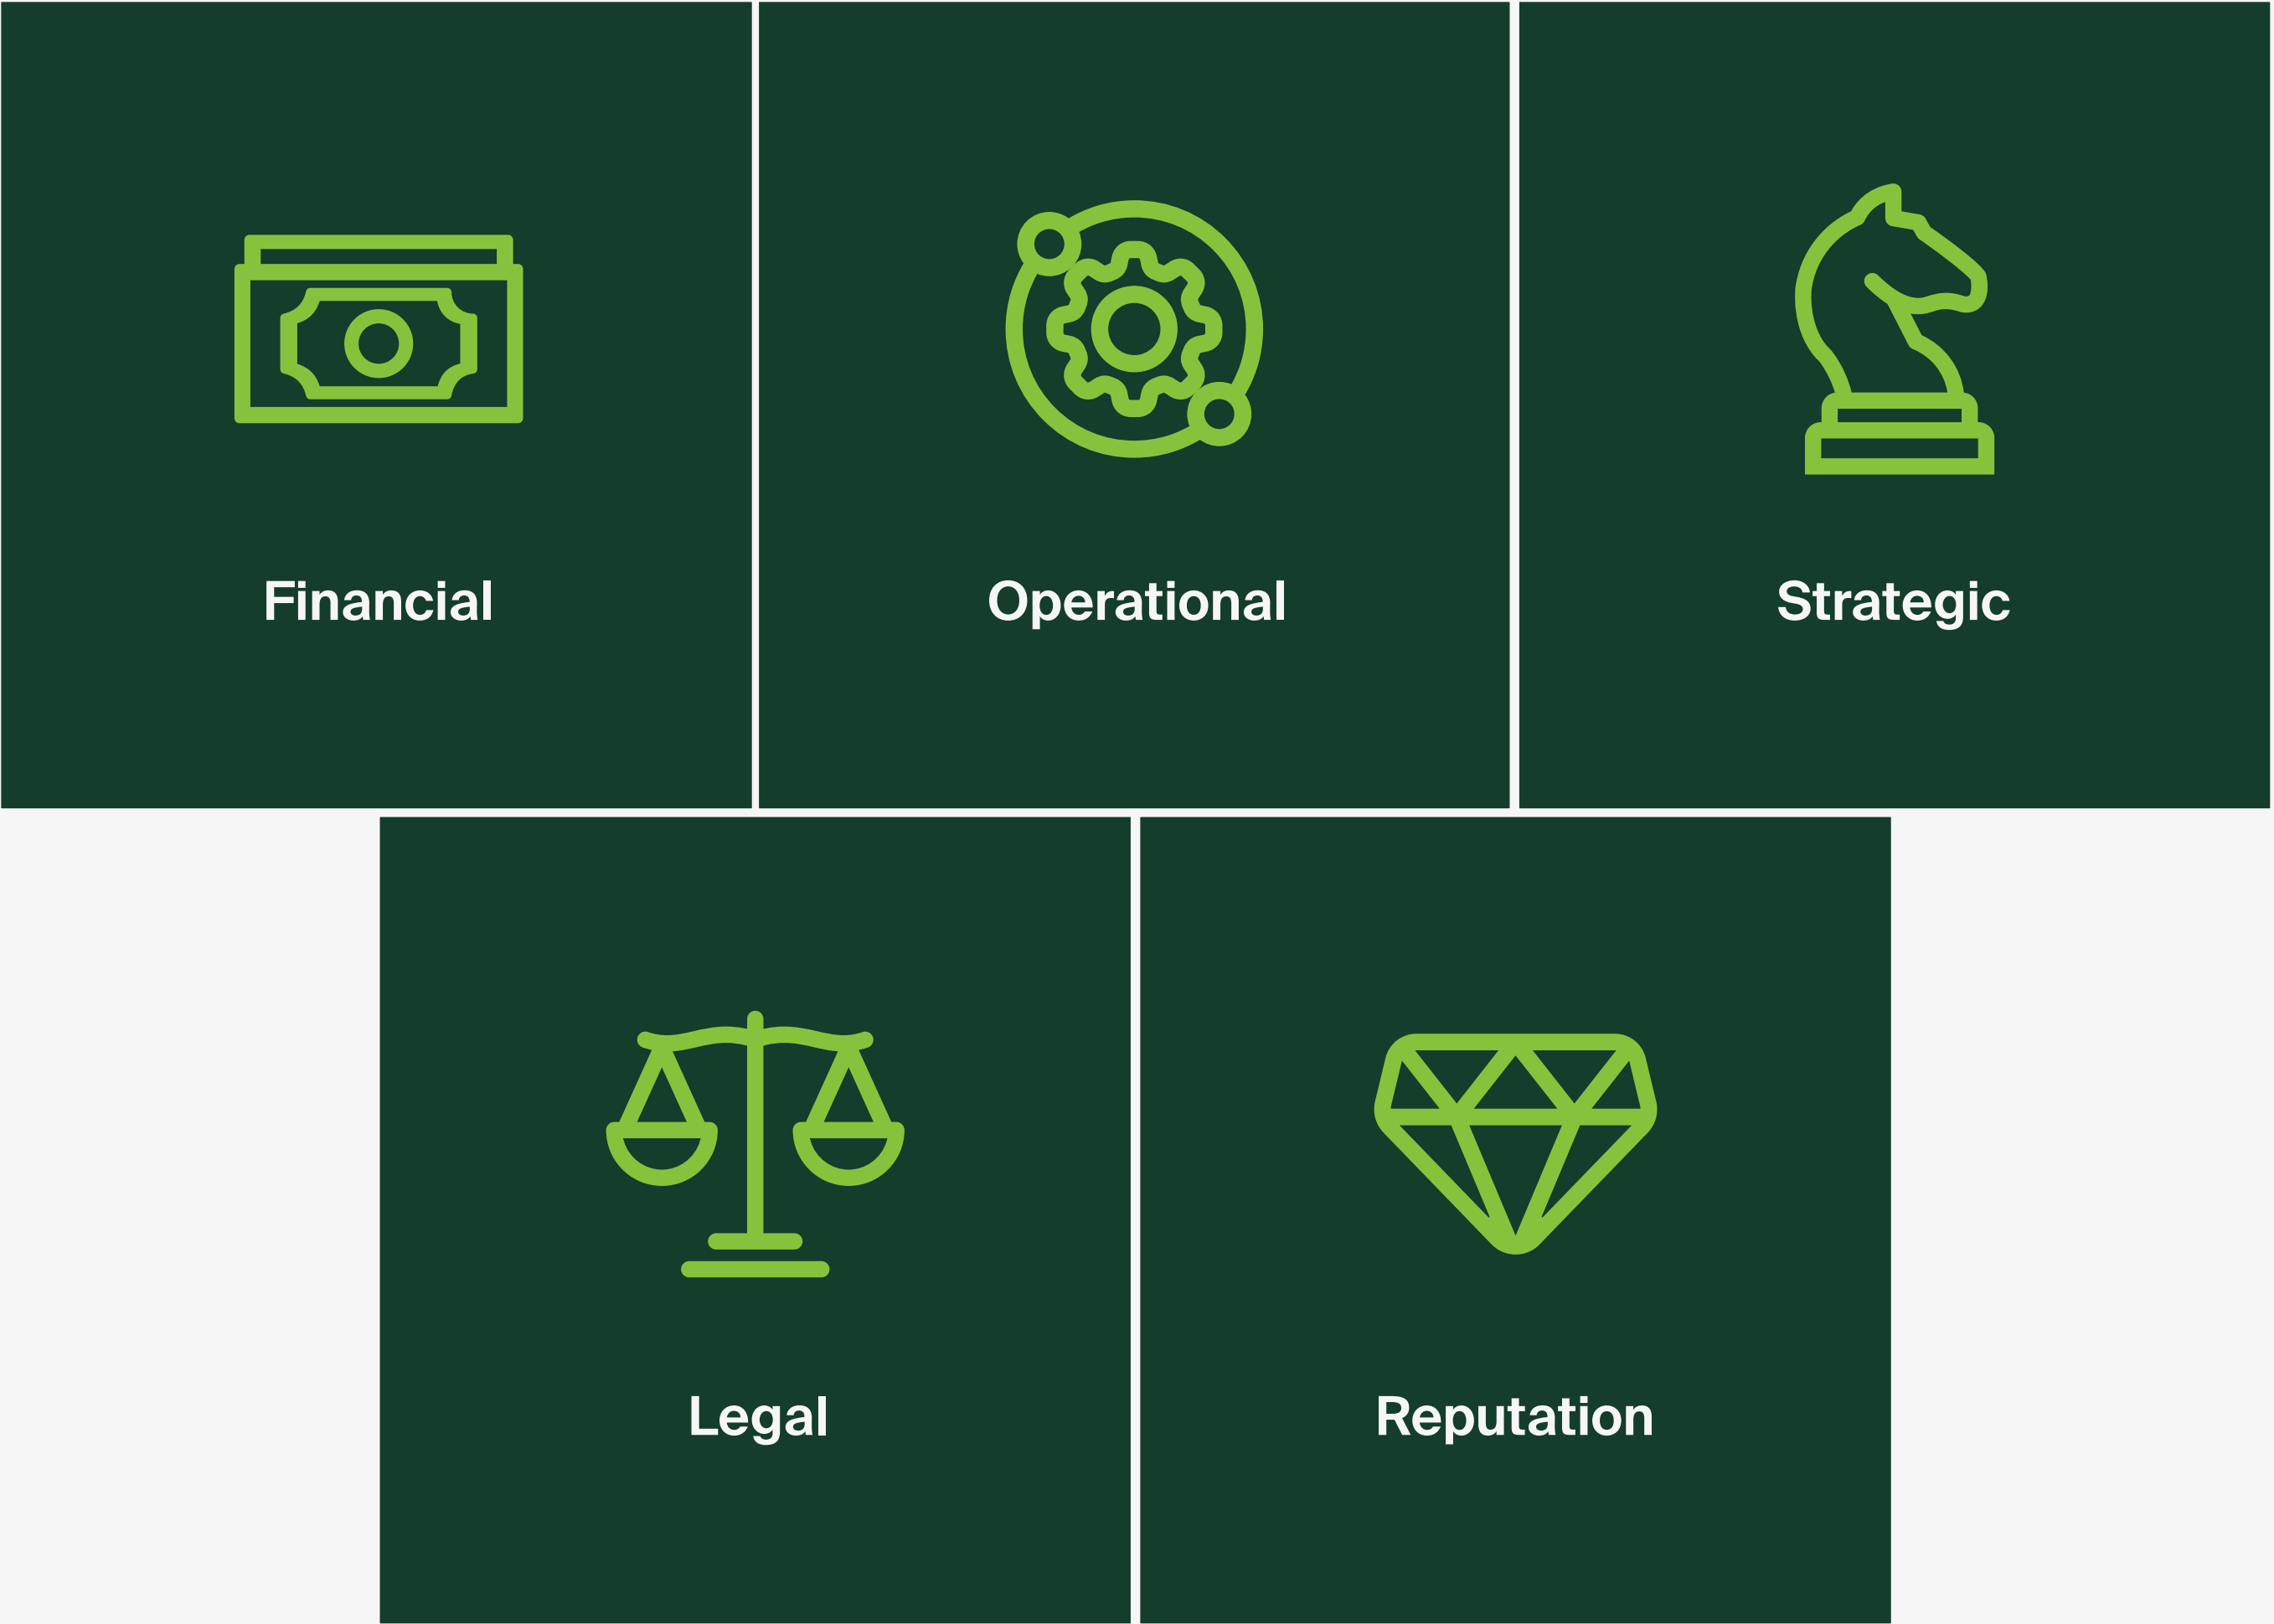 Financial
Operational
Strategic
Legal
Reputation